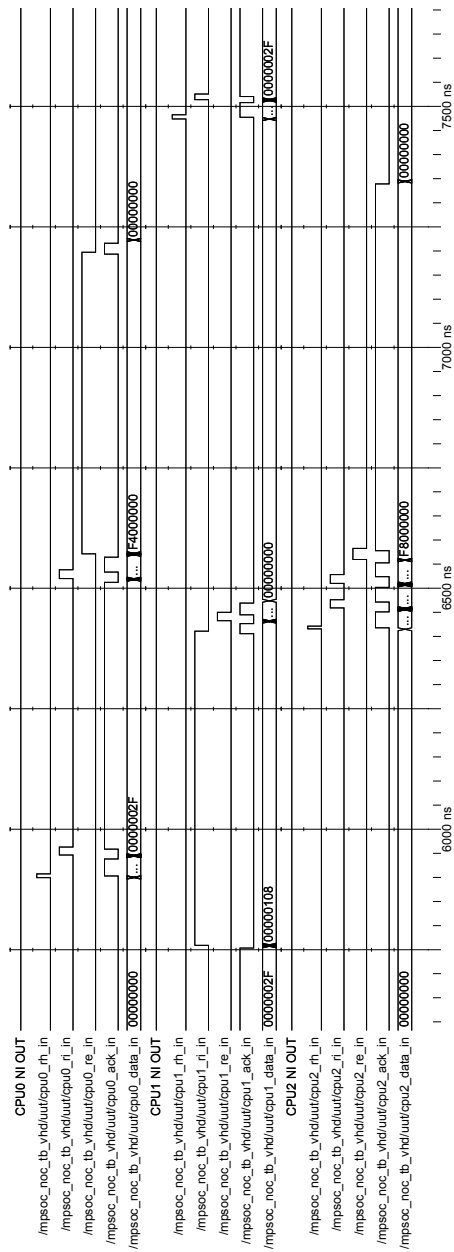 CPU0 NI OUT
/mpsoc_noc_tb_vhd/uut/cpu0_rh_in
/mpsoc_noc_tb_vhd/uut/cpu0_ri_in
/mpsoc_noc_tb_vhd/uut/cpu0_re_in
/mpsoc_noc_tb_vhd/uut/cpu0_ack_in
/mpsoc_noc_tb_vhd/uut/cpu0_data_in 00000000 ... 0000002F ... F4000000 00000000
CPU1 NI OUT
/mpsoc_noc_tb_vhd/uut/cpu1_rh_in
/mpsoc_noc_tb_vhd/uut/cpu1_ri_in
/mpsoc_noc_tb_vhd/uut/cpu1_re_in
/mpsoc_noc_tb_vhd/uut/cpu1_ack_in
/mpsoc_noc_tb_vhd/uut/cpu1_data_in 0000002F 00000108 ... 00000000 ... 0000002F
CPU2 NI OUT
/mpsoc_noc_tb_vhd/uut/cpu2_rh_in
/mpsoc_noc_tb_vhd/uut/cpu2_ri_in
/mpsoc_noc_tb_vhd/uut/cpu2_re_in
/mpsoc_noc_tb_vhd/uut/cpu2_ack_in
/mpsoc_noc_tb_vhd/uut/cpu2_data_in 00000000 ... ... F8000000 00000000
6000 ns 6500 ns 7000 ns 7500 ns